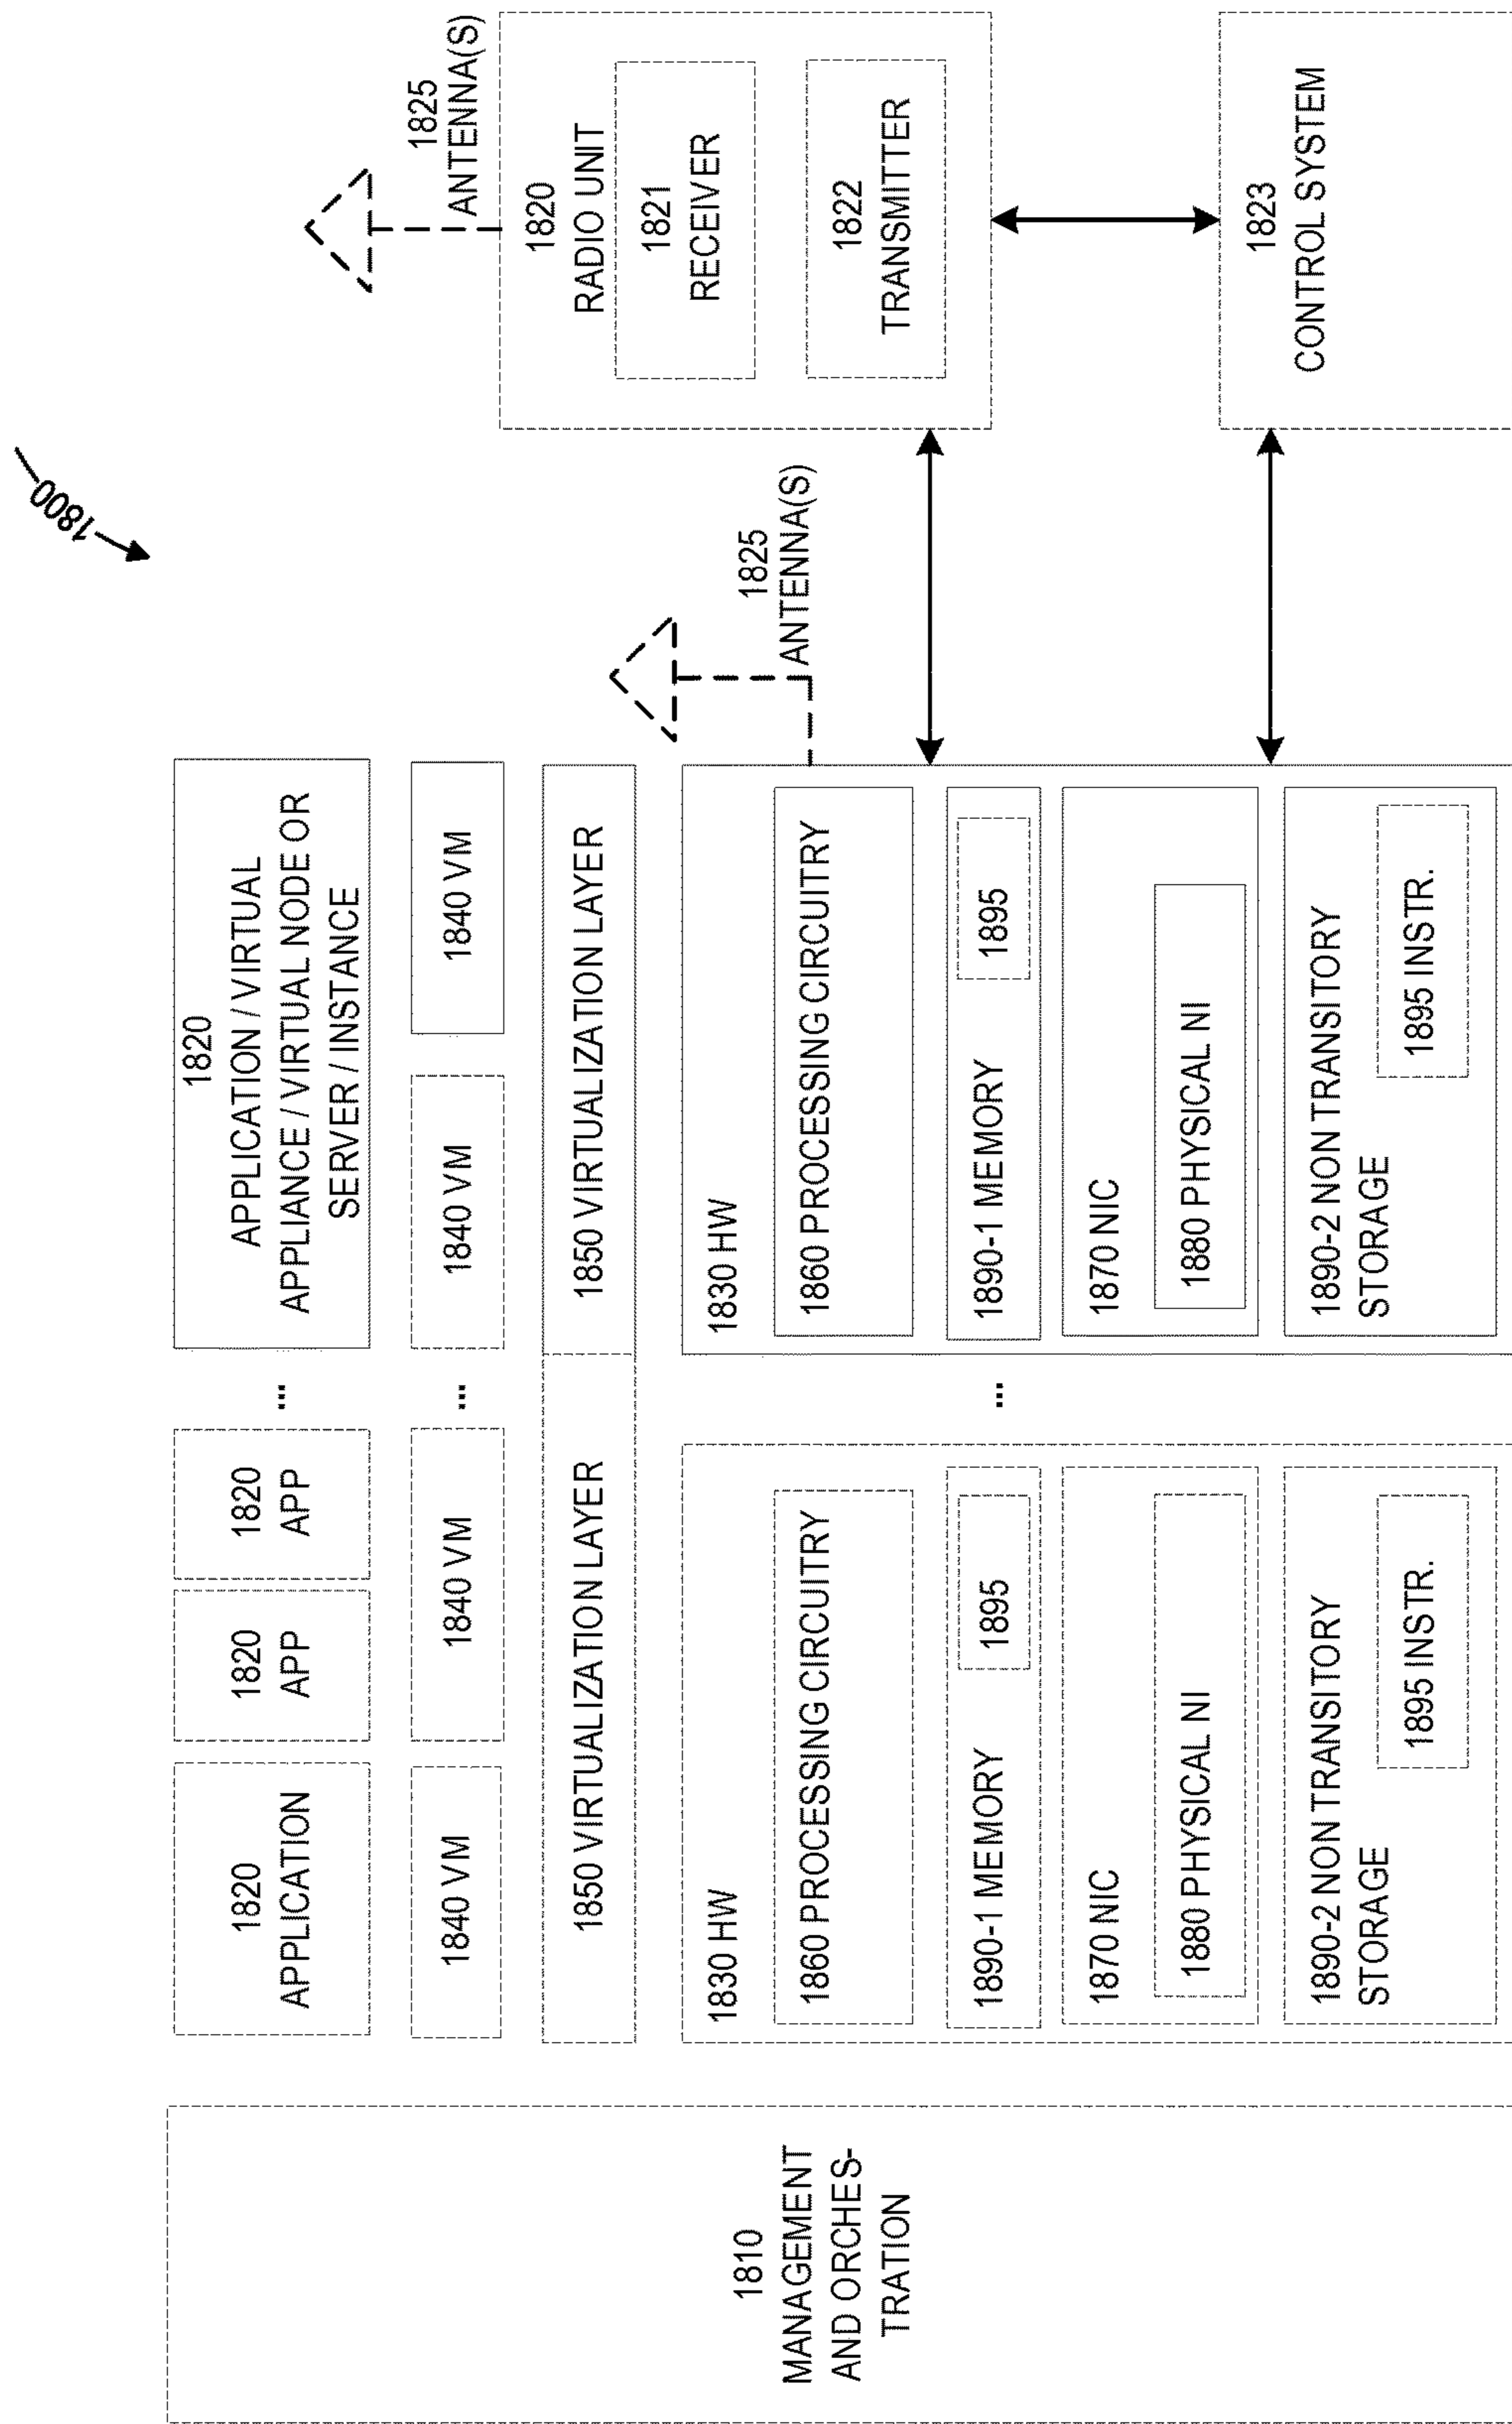 1800
1810
MANAGEMENT
AND ORCHES-
TRATION
1820
APPLICATION
1820
APP
1820
APP
...
1820
APPLICATION / VIRTUAL
APPLIANCE / VIRTUAL NODE OR
SERVER / INSTANCE
1840 VM
1840 VM
...
1840 VM
1840 VM
1850 VIRTUALIZATION LAYER
1850 VIRTUALIZATION LAYER
1830 HW
1860 PROCESSING CIRCUITRY
1890-1 MEMORY
1895
1870 NIC
1880 PHYSICAL NI
1890-2 NON TRANSITORY
STORAGE
1895 INSTR.
...
1830 HW
1860 PROCESSING CIRCUITRY
1890-1 MEMORY
1895
1870 NIC
1880 PHYSICAL NI
1890-2 NON TRANSITORY
STORAGE
1895 INSTR.
1825
ANTENNA(S)
1825
ANTENNA(S)
1820
RADIO UNIT
1821
RECEIVER
1822
TRANSMITTER
1823
CONTROL SYSTEM